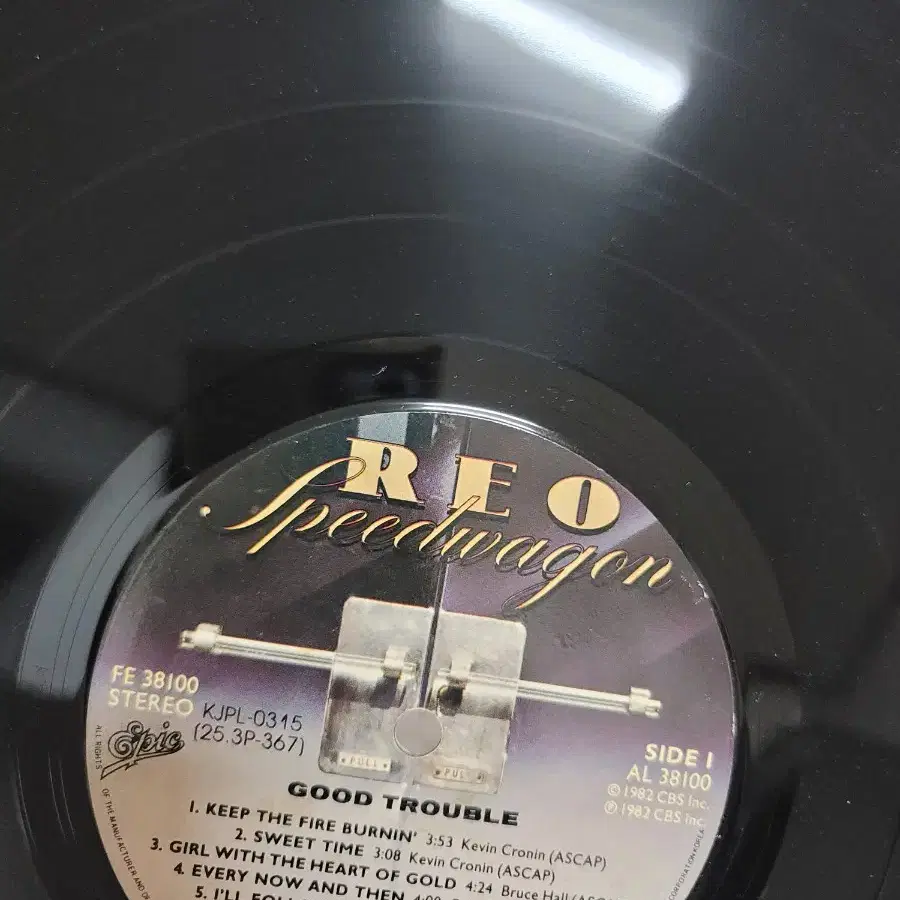 REO
Speedwagon
FE 38100
STEREO
KJPL-0315
(25.3P-367)
Epic
PULL
PULL
SIDE 1
AL 38100
© 1982 CBS Inc.
℗ 1982 CBS Inc.
GOOD TROUBLE
1. KEEP THE FIRE BURNIN' 3:53 Kevin Cronin (ASCAP)
2. SWEET TIME 3:08 Kevin Cronin (ASCAP)
3. GIRL WITH THE HEART OF GOLD 4:24 Bruce Hall
4. EVERY NOW AND THEN
5. I'LL
ALL RIGHTS OF THE MANUFACTURER AND